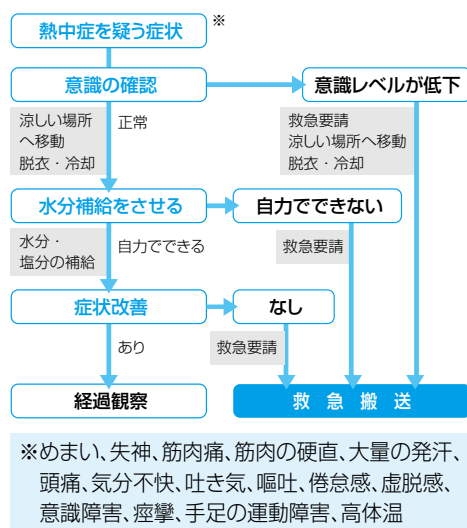 熱中症を疑う症状
※
意識の確認
意識レベルが低下
涼しい場所
へ移動
脱衣・冷却
正常
救急要請
涼しい場所へ移動
脱衣・冷却
水分補給をさせる
自力でできない
水分・
塩分の補給
自力でできる
救急要請
症状改善
なし
あり
救急要請
経過観察
救急搬送
※めまい、失神、筋肉痛、筋肉の硬直、大量の発汗、
頭痛、気分不快、吐き気、嘔吐、倦怠感、虚脱感、
意識障害、痙攣、手足の運動障害、高体温